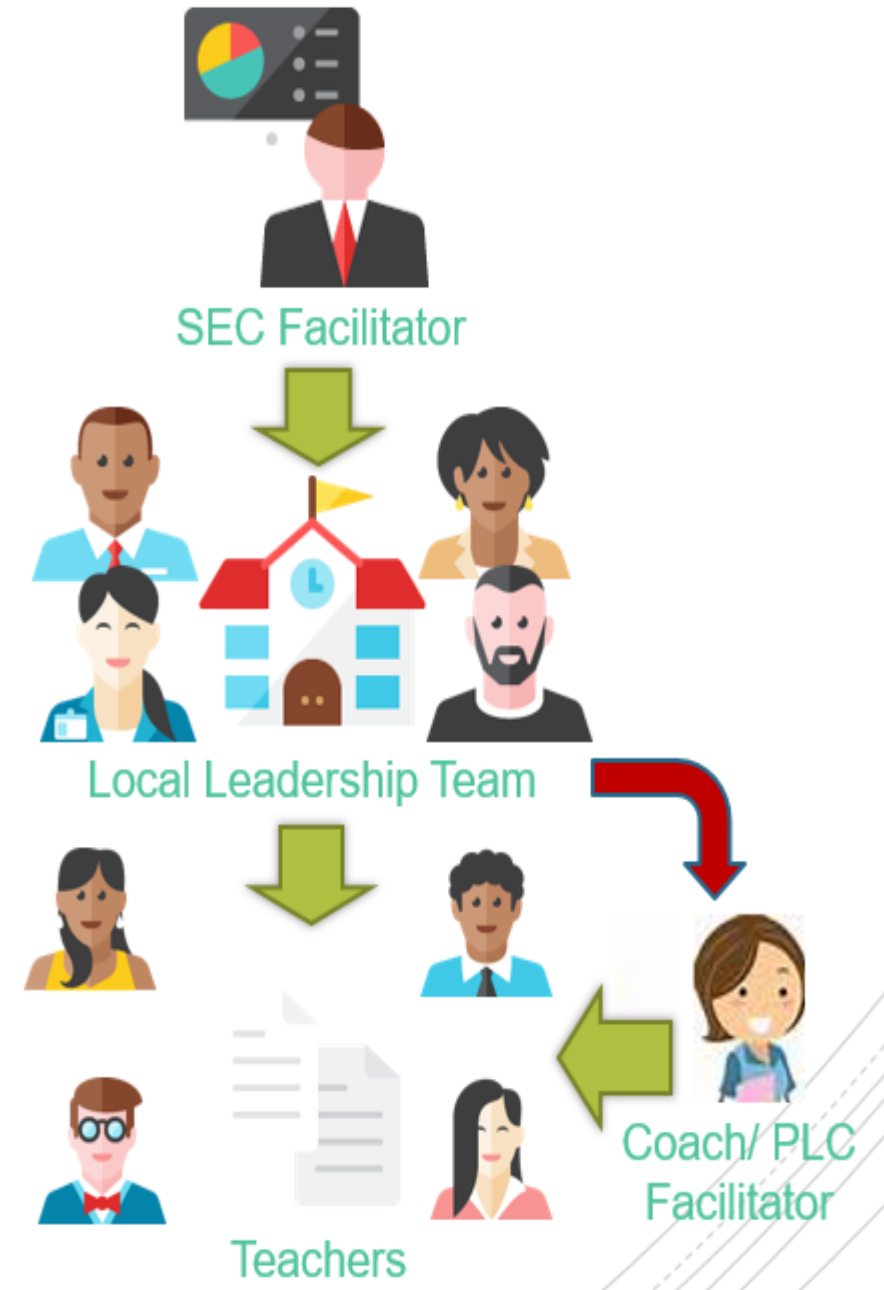 SEC Facilitator
Local Leadership Team
Coach/ PLC
Facilitator
Teachers